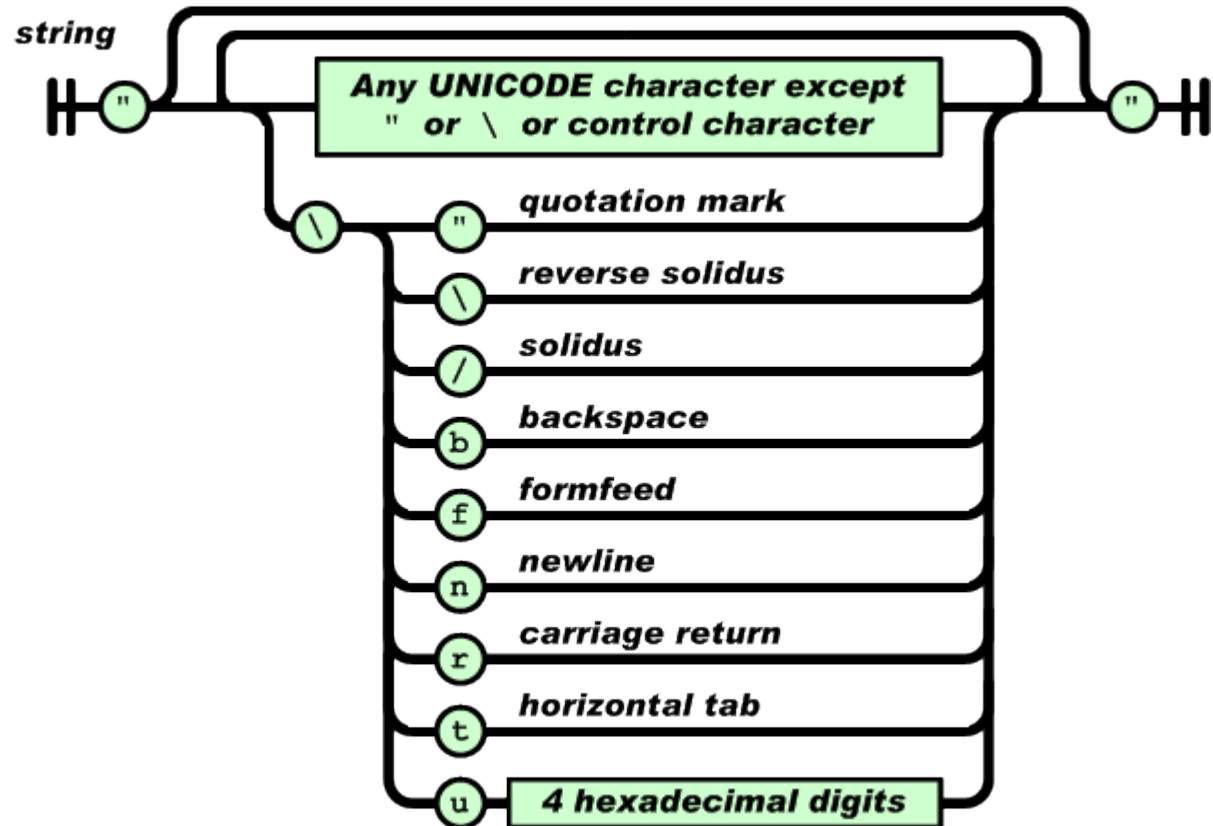 string
" Any UNICODE character except "
" or \ or control character
\ " quotation mark
\ reverse solidus
/ solidus
b backspace
f formfeed
n newline
r carriage return
t horizontal tab
u 4 hexadecimal digits